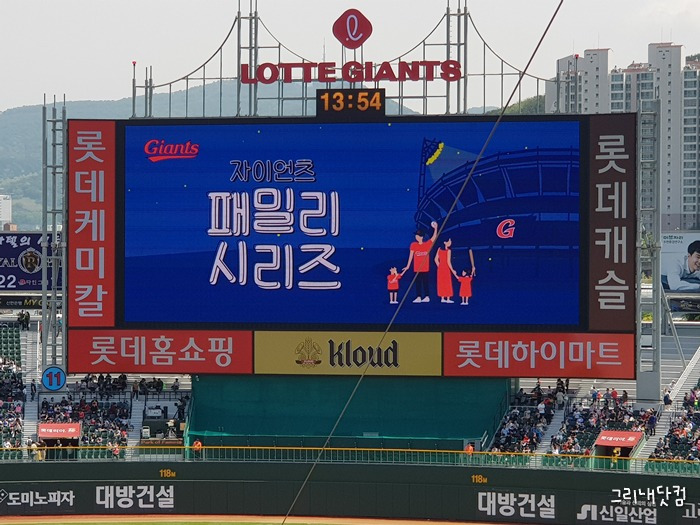 LOTTE GIANTS
13:54
Giants
자이언츠
패밀리
시리즈
G
롯데케미칼
롯데캐슬
롯데홈쇼핑
Kloud
롯데하이마트
22
MY C
11
118M
118M
도미노피자
대방건설
대방건설
신일산업
그리네닷컴